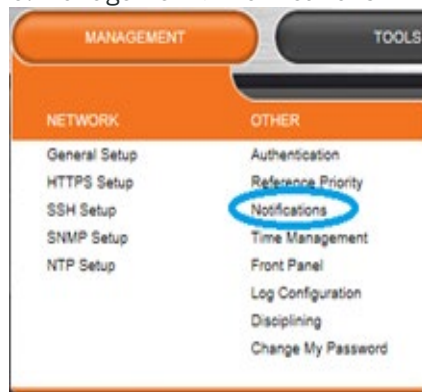 MANAGEMENT
TOOLS
NETWORK
OTHER
General Setup
HTTPS Setup
SSH Setup
SNMP Setup
NTP Setup
Authentication
Reference Priority
Notifications
Time Management
Front Panel
Log Configuration
Disciplining
Change My Password